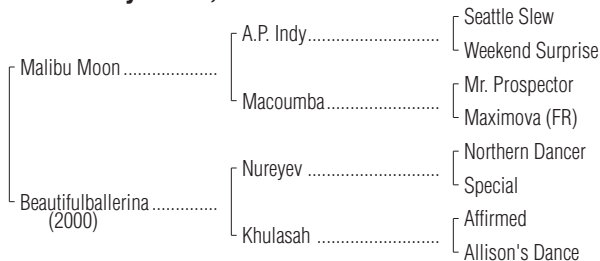 Seattle Slew
A.P. Indy
Weekend Surprise
Malibu Moon
Mr. Prospector
Macoumba
Maximova (FR)
Northern Dancer
Nureyev
Special
Beautifulballerina
(2000)
Affirmed
Khulasah
Allison's Dance